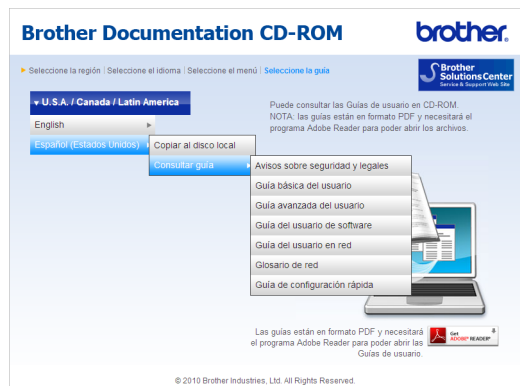 Brother Documentation CD-ROM
brother.
Seleccione la región | Seleccione el idioma | Seleccione el menú | Seleccione la guía
Brother
Solutions Center
Service & Support Web Site
U.S.A. / Canada / Latin America
Puede consultar las Guías de usuario en CD-ROM.
NOTA: las guías están en formato PDF y necesitará el
programa Adobe Reader para poder abrir los archivos.
English
Español (Estados Unidos)
Copiar al disco local
Consultar guía
Avisos sobre seguridad y legales
Guía básica del usuario
Guía avanzada del usuario
Guía del usuario de software
Guía del usuario en red
Glosario de red
Guía de configuración rápida
Las guías están en formato PDF y necesitará
el programa Adobe Reader para poder abrir las
Guías de usuario.
Get
ADOBE® READER®
© 2010 Brother Industries, Ltd. All Rights Reserved.